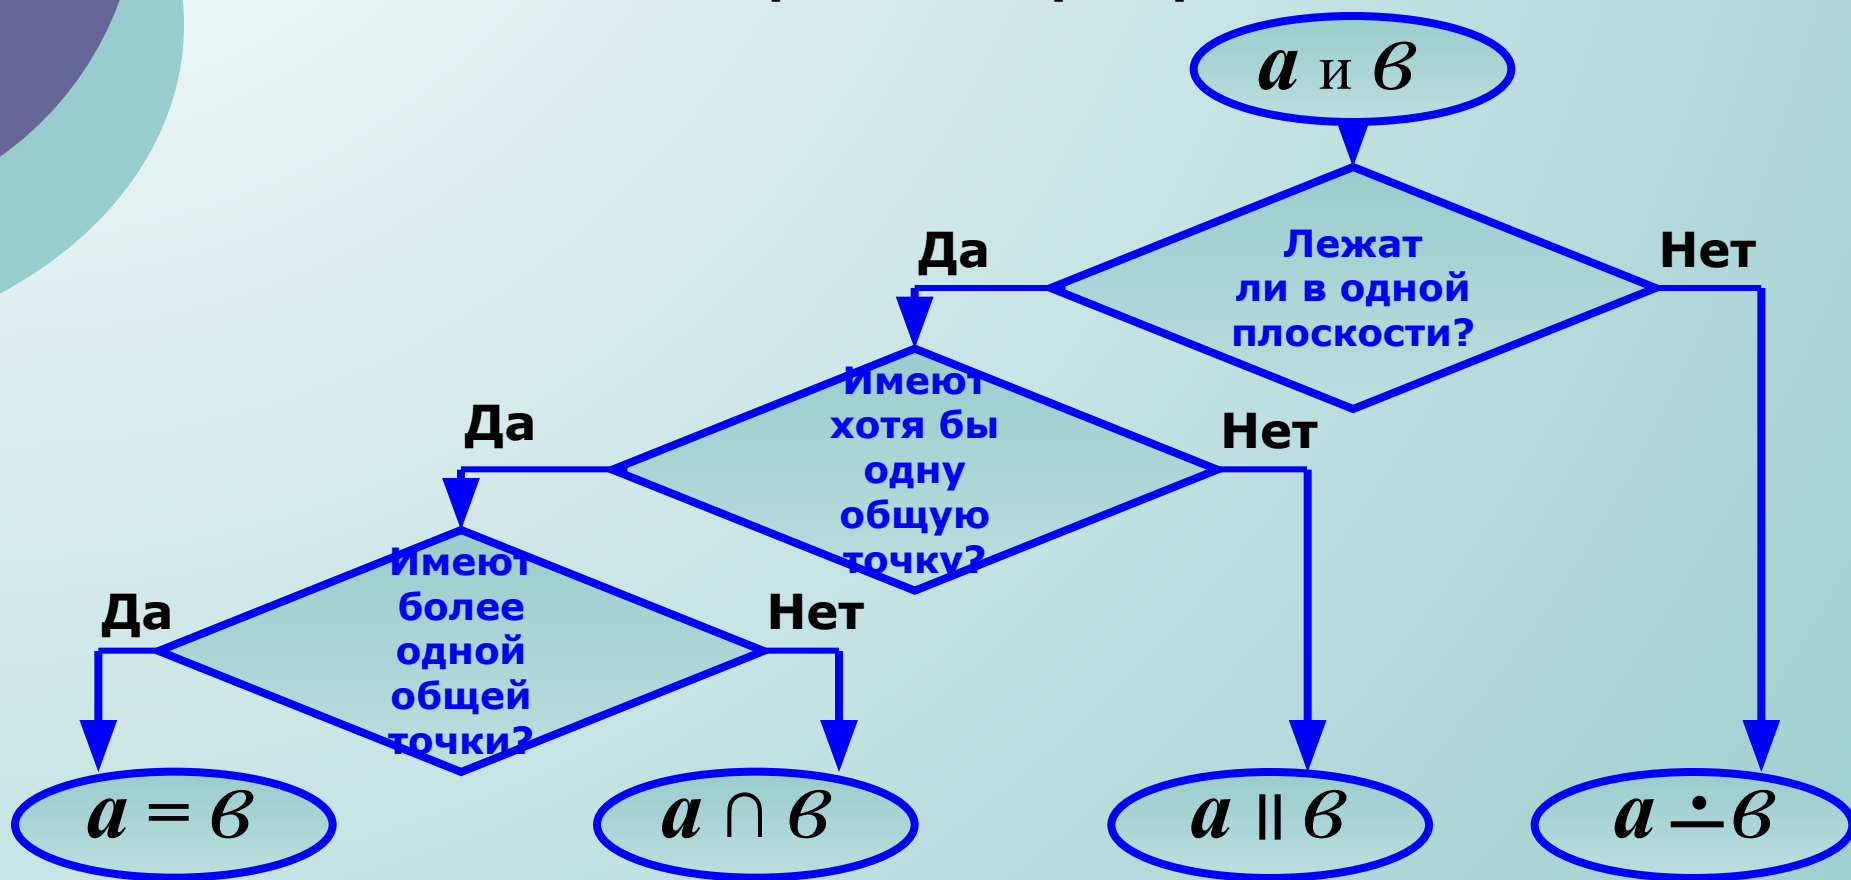 а и в
Да
Лежат
ли в одной
плоскости?
Нет
Да
Имеют
хотя бы
одну
общую
точку?
Нет
Да
Имеют
более
одной
общей
точки?
Нет
а = в
а ∩ в
а || в
а ∸ в